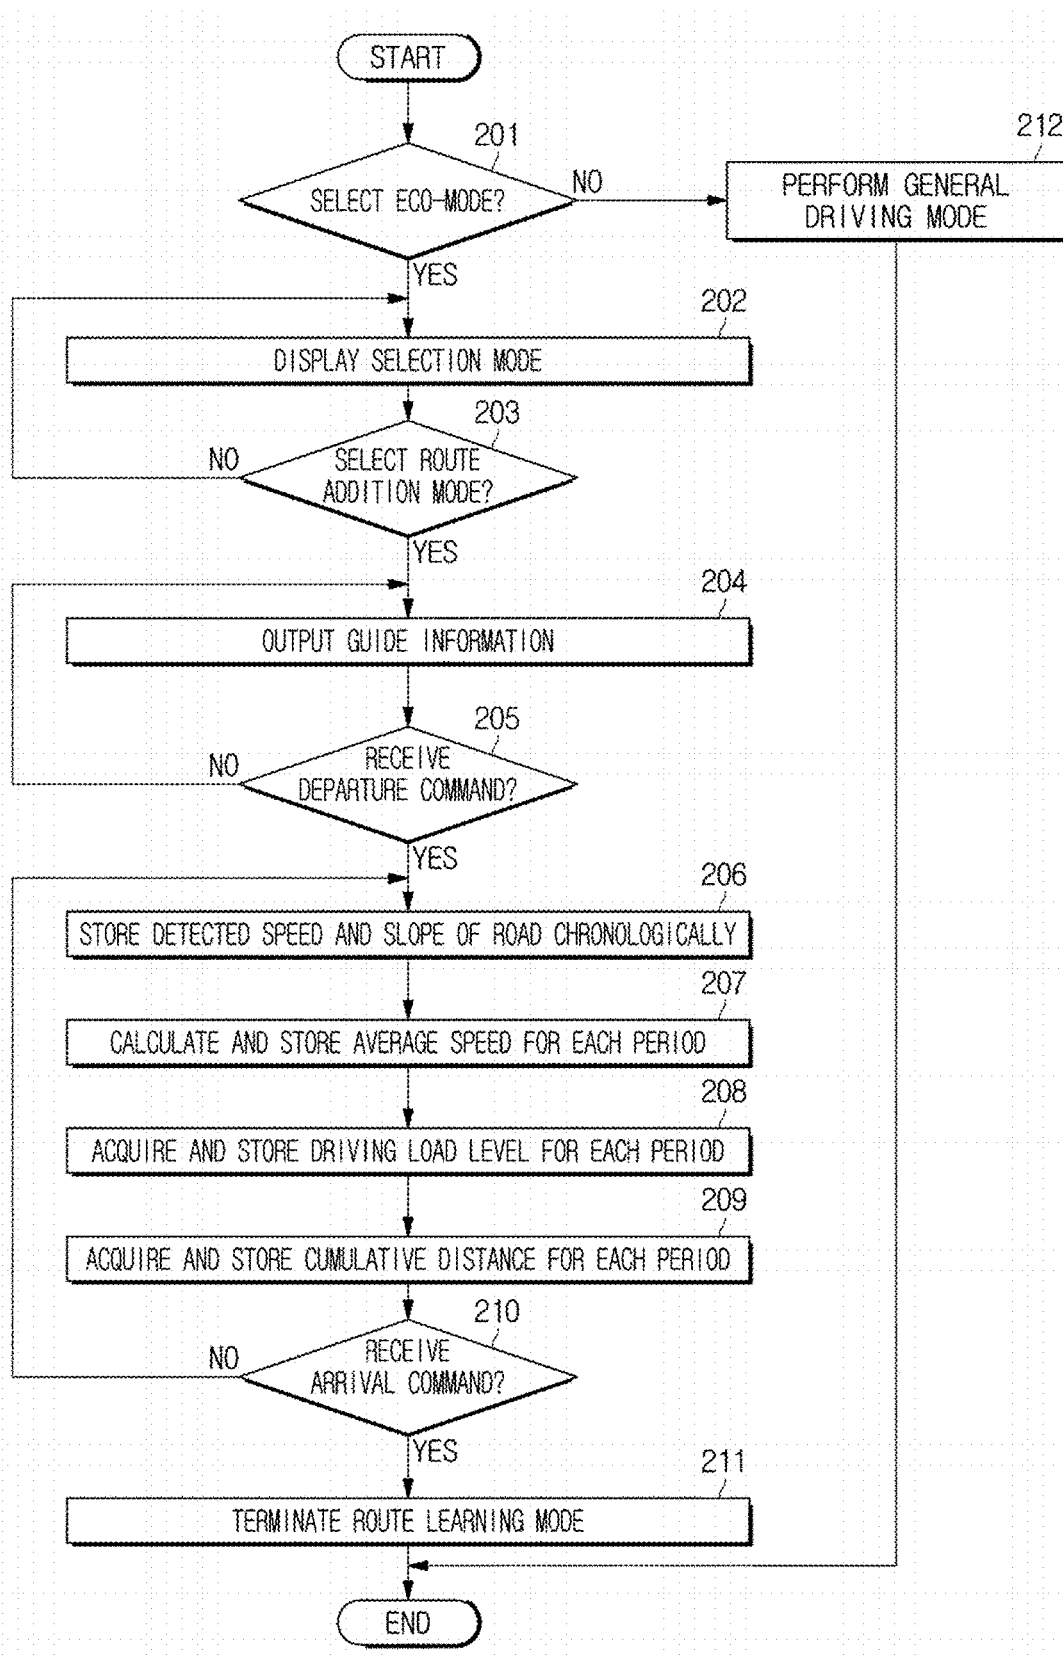 START
201
212
SELECT ECO-MODE?
NO
PERFORM GENERAL
DRIVING MODE
YES
202
DISPLAY SELECTION MODE
203
NO
SELECT ROUTE
ADDITION MODE?
YES
204
OUTPUT GUIDE INFORMATION
205
NO
RECEIVE
DEPARTURE COMMAND?
YES
206
STORE DETECTED SPEED AND SLOPE OF ROAD CHRONOLOGICALLY
207
CALCULATE AND STORE AVERAGE SPEED FOR EACH PERIOD
208
ACQUIRE AND STORE DRIVING LOAD LEVEL FOR EACH PERIOD
209
ACQUIRE AND STORE CUMULATIVE DISTANCE FOR EACH PERIOD
210
NO
RECEIVE
ARRIVAL COMMAND?
YES
211
TERMINATE ROUTE LEARNING MODE
END